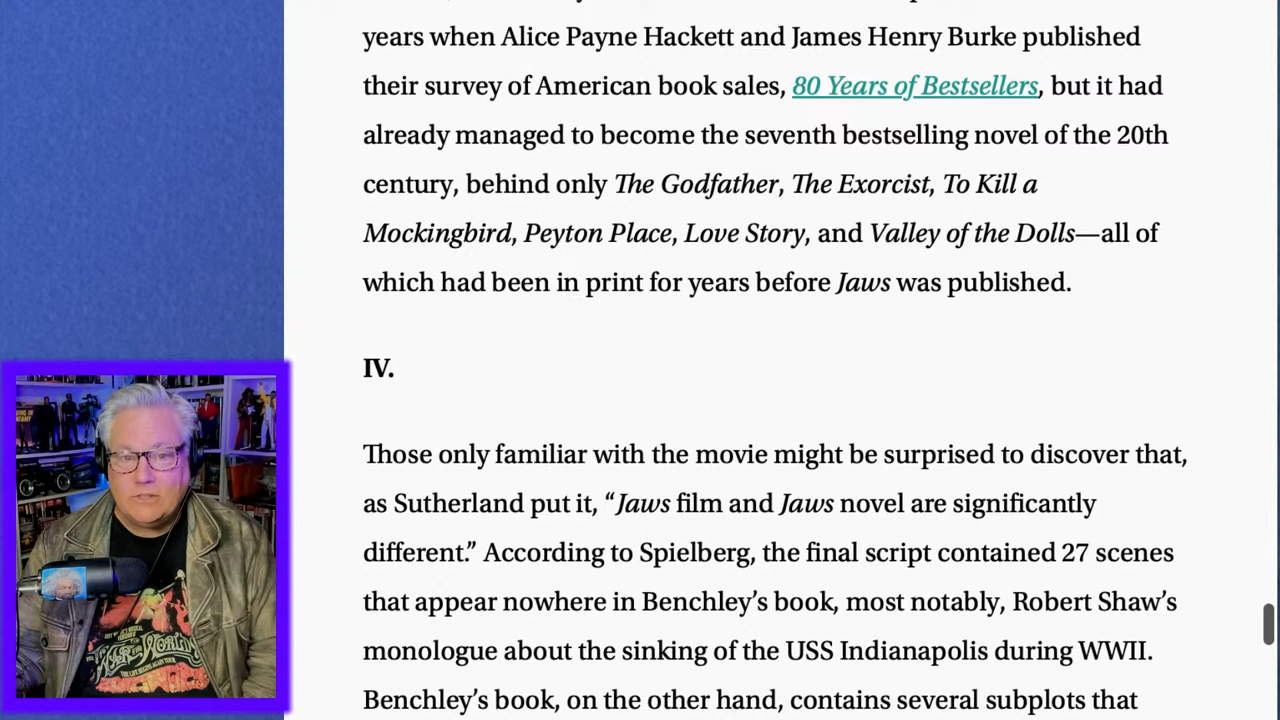 years when Alice Payne Hackett and James Henry Burke published
their survey of American book sales, 80 Years of Bestsellers, but it had
already managed to become the seventh bestselling novel of the 20th
century, behind only The Godfather, The Exorcist, To Kill a
Mockingbird, Peyton Place, Love Story, and Valley of the Dolls—all of
which had been in print for years before Jaws was published.
IV.
Those only familiar with the movie might be surprised to discover that,
as Sutherland put it, “Jaws film and Jaws novel are significantly
different.” According to Spielberg, the final script contained 27 scenes
that appear nowhere in Benchley’s book, most notably, Robert Shaw’s
monologue about the sinking of the USS Indianapolis during WWII.
Benchley’s book, on the other hand, contains several subplots that